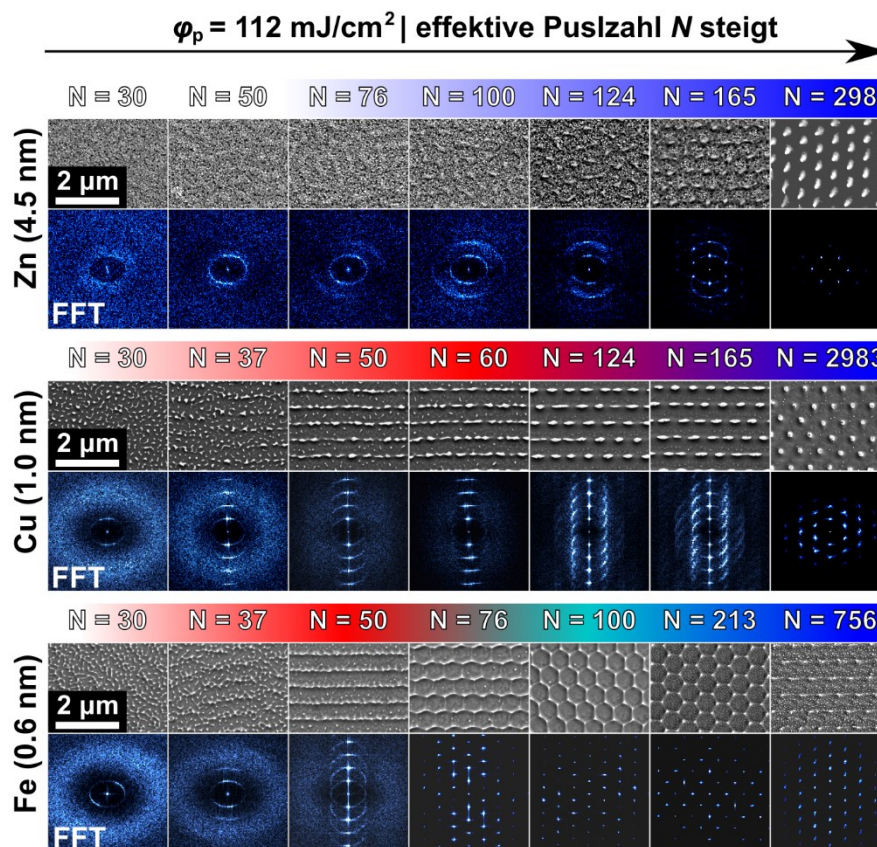 φp = 112 mJ/cm² | effektive Puslzahl N steigt
N = 30 N = 50 N = 76 N = 100 N = 124 N = 165 N = 298
Zn (4.5 nm)
2 µm
FFT
N = 30 N = 37 N = 50 N = 60 N = 124 N =165 N = 2983
Cu (1.0 nm)
2 µm
FFT
N = 30 N = 37 N = 50 N = 76 N = 100 N = 213 N = 756
Fe (0.6 nm)
2 µm
FFT